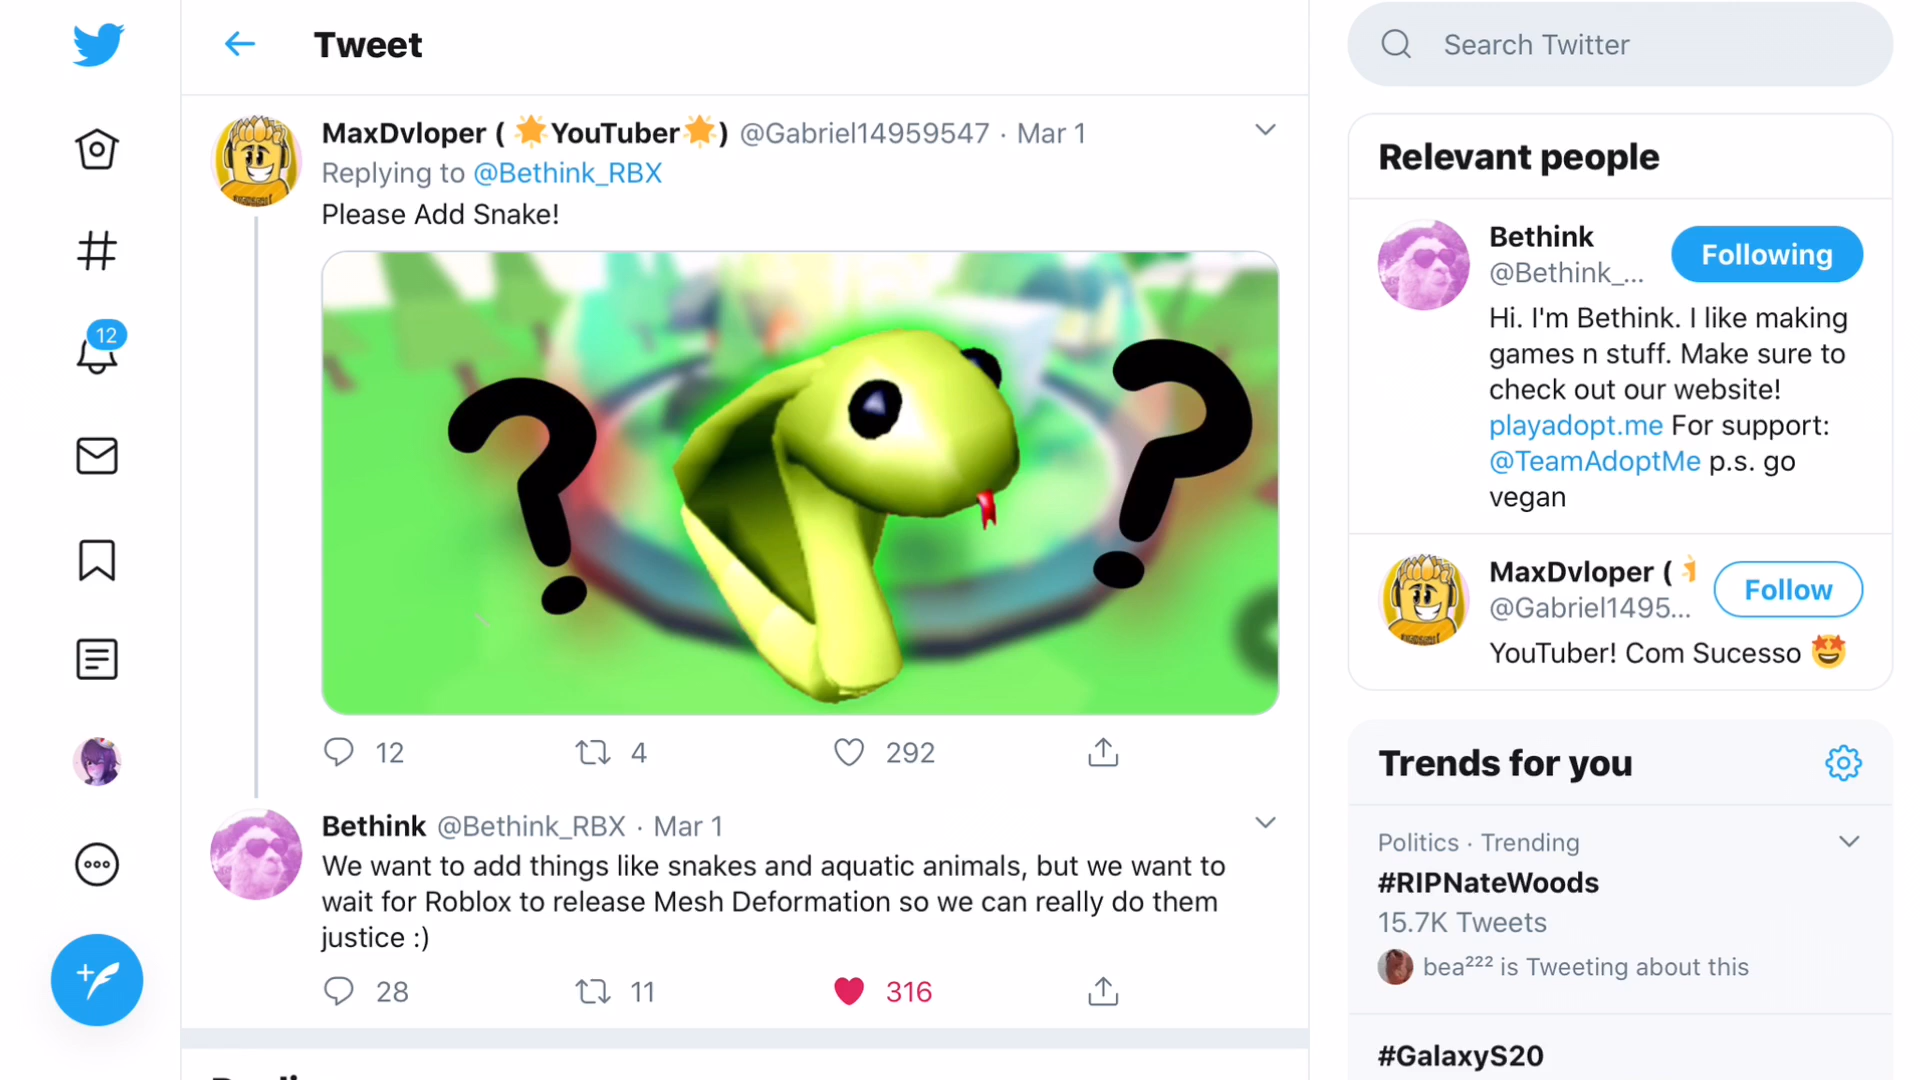 Tweet
Search Twitter
MaxDvloper ( 🌟YouTuber🌟) @Gabriel14959547 · Mar 1
Replying to @Bethink_RBX
Please Add Snake!
? ?
12 4 292
Bethink @Bethink_RBX · Mar 1
We want to add things like snakes and aquatic animals, but we want to
wait for Roblox to release Mesh Deformation so we can really do them
justice :)
28 11 316
12
Relevant people
Bethink
@Bethink_...
Following
Hi. I'm Bethink. I like making
games n stuff. Make sure to
check out our website!
playadopt.me For support:
@TeamAdoptMe p.s. go
vegan
MaxDvloper (
@Gabriel1495...
Follow
YouTuber! Com Sucesso 🤩
Trends for you
Politics · Trending
#RIPNateWoods
15.7K Tweets
bea²²² is Tweeting about this
#GalaxyS20